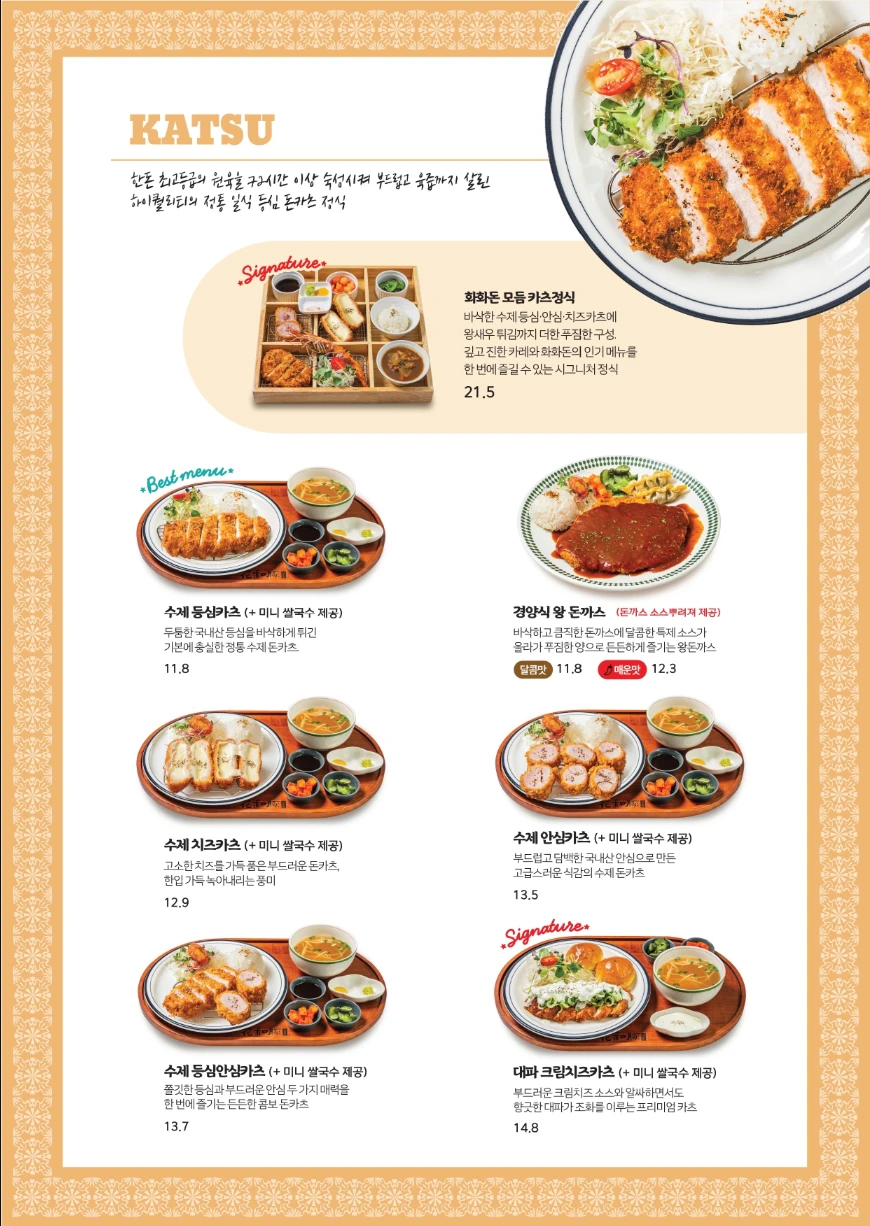 KATSU
한돈 최고등급의 원육을 72시간 이상 숙성시켜 부드럽고 육즙까지 살린
하이퀄리티의 정통 일식 등심 돈카츠 정식
Signature
화화돈 모듬 카츠정식
바삭한 수제 등심·안심·치즈카츠에
왕새우 튀김까지 더한 푸짐한 구성.
깊고 진한 카레와 화화돈의 인기 메뉴를
한 번에 즐길 수 있는 시그니처 정식
21.5
Best menu
수제 등심카츠 (+ 미니 쌀국수 제공)
두툼한 국내산 등심을 바삭하게 튀긴
기본에 충실한 정통 수제 돈카츠.
11.8
경양식 왕 돈까스 (돈까스 소스뿌려져 제공)
바삭하고 큼직한 돈까스에 달콤한 특제 소스가
올라가 푸짐한 양으로 든든하게 즐기는 왕돈까스
달콤맛 11.8 매운맛 12.3
수제 치즈카츠 (+ 미니 쌀국수 제공)
고소한 치즈를 가득 품은 부드러운 돈카츠,
한입 가득 녹아내리는 풍미
12.9
수제 안심카츠 (+ 미니 쌀국수 제공)
부드럽고 담백한 국내산 안심으로 만든
고급스러운 식감의 수제 돈카츠
13.5
수제 등심안심카츠 (+ 미니 쌀국수 제공)
쫄깃한 등심과 부드러운 안심 두 가지 매력을
한 번에 즐기는 든든한 콤보 돈카츠
13.7
Signature
대파 크림치즈카츠 (+ 미니 쌀국수 제공)
부드러운 크림치즈 소스와 알싸하면서도
향긋한 대파가 조화를 이루는 프리미엄 카츠
14.8